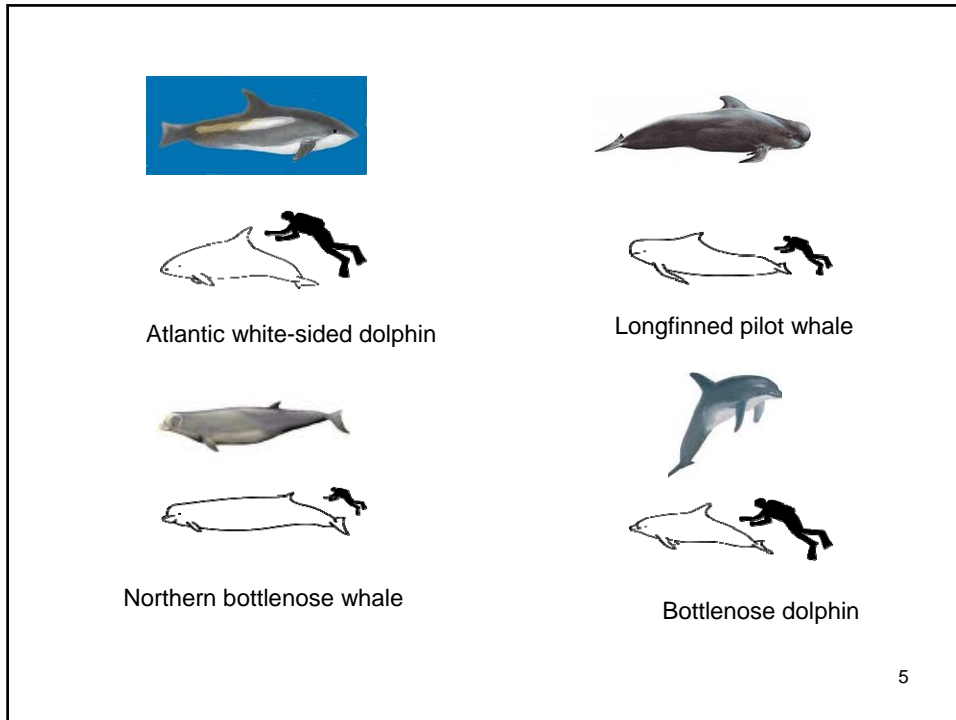 Atlantic white-sided dolphin
Longfinned pilot whale
Northern bottlenose whale
Bottlenose dolphin
5